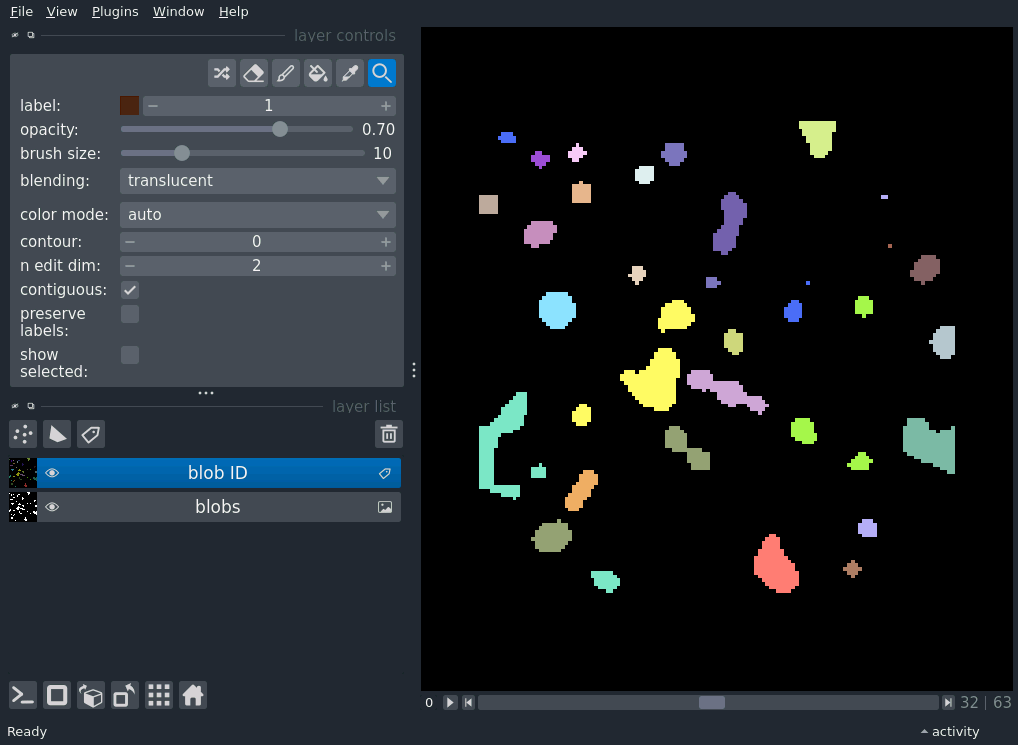 File View Plugins Window Help
layer controls
label: 1
opacity: 0.70
brush size: 10
blending: translucent
color mode: auto
contour: 0
n edit dim: 2
contiguous:
preserve
labels:
show
selected:
layer list
blob ID
blobs
0 32 | 63
Ready activity